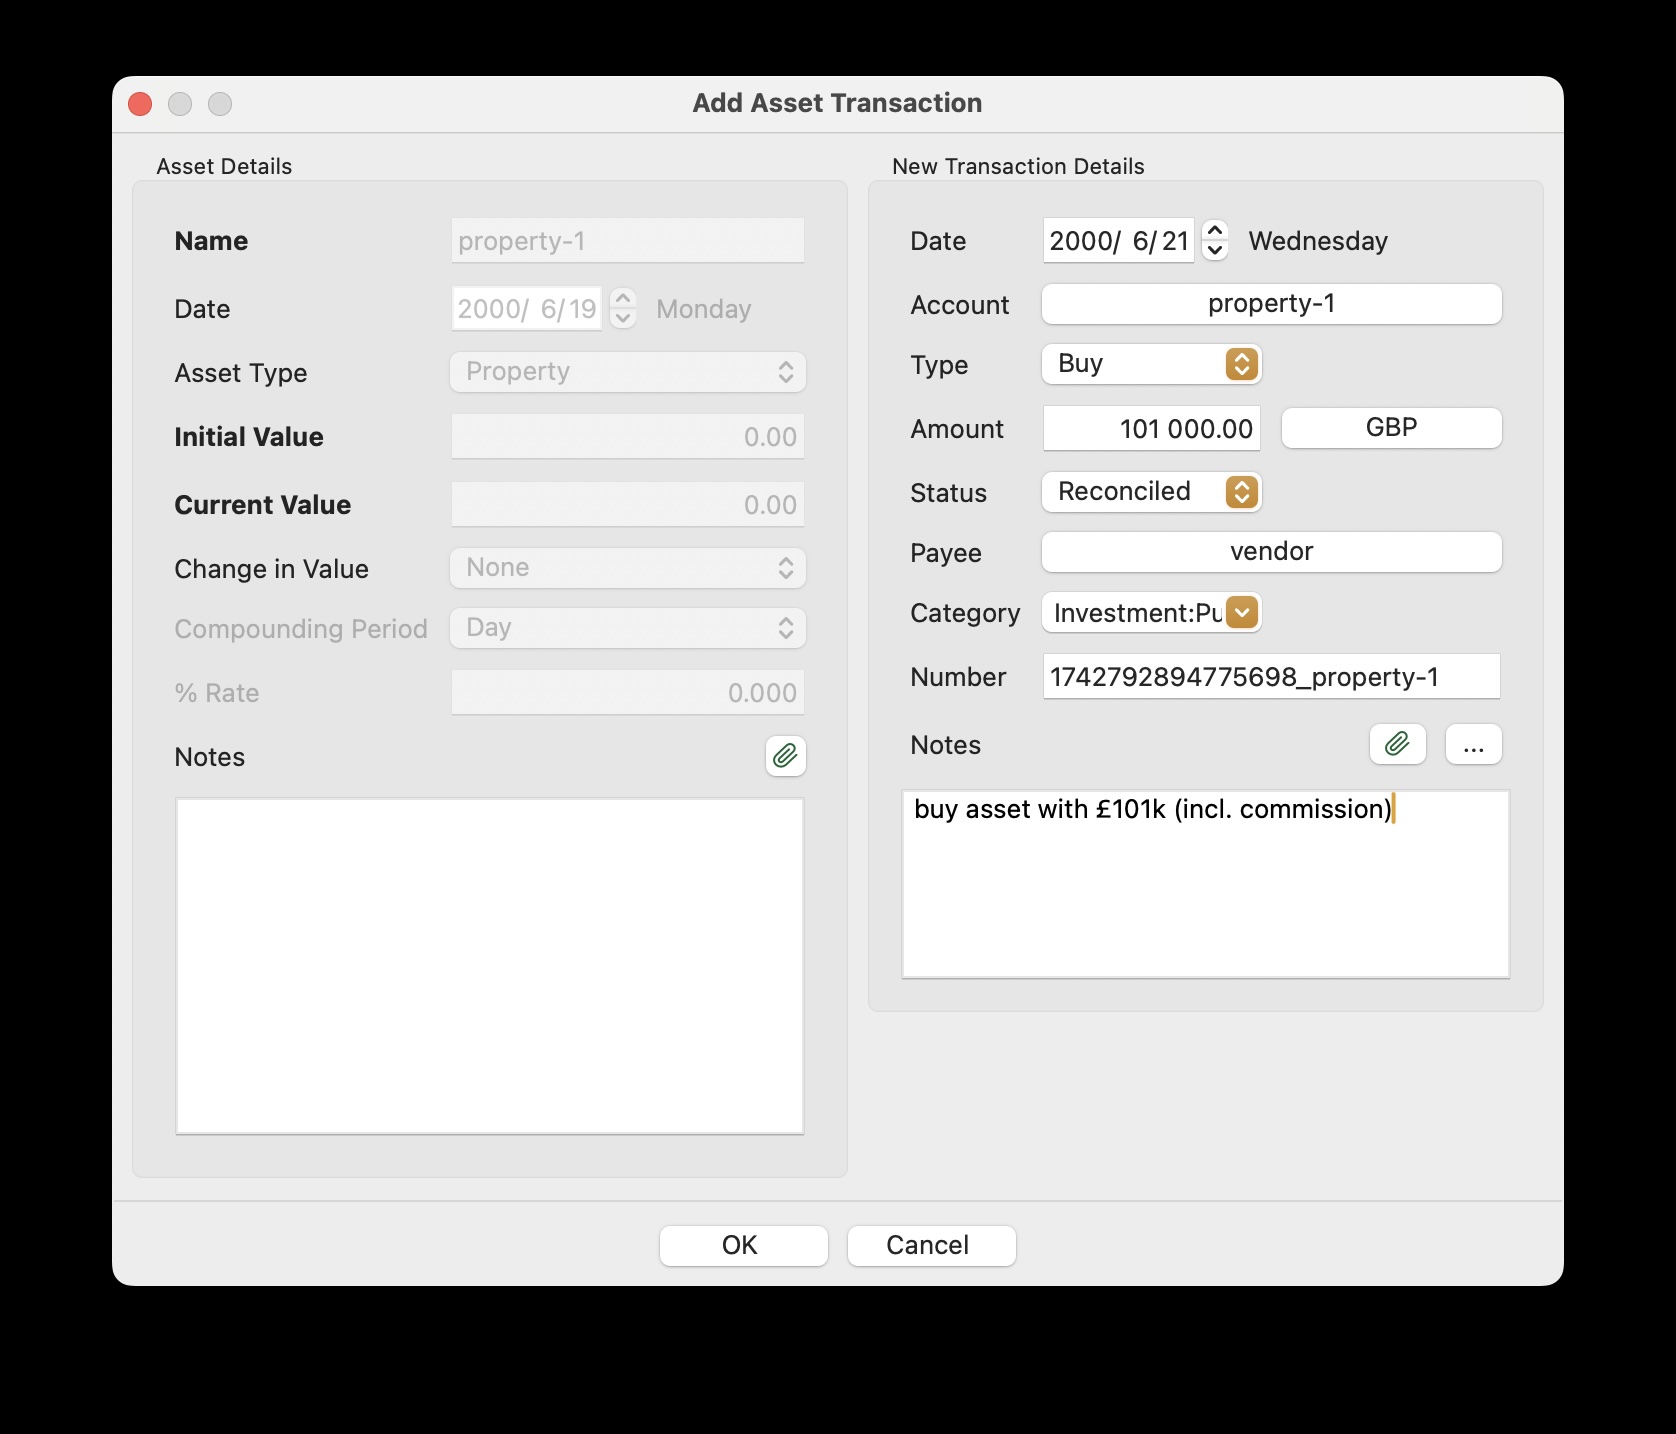 Add Asset Transaction
Asset Details
Name property-1
Date 2000/ 6/19 Monday
Asset Type Property
Initial Value 0.00
Current Value 0.00
Change in Value None
Compounding Period Day
% Rate 0.000
Notes
New Transaction Details
Date 2000/ 6/21 Wednesday
Account property-1
Type Buy
Amount 101 000.00 GBP
Status Reconciled
Payee vendor
Category Investment:Pu
Number 1742792894775698_property-1
Notes ...
buy asset with £101k (incl. commission)
OK Cancel